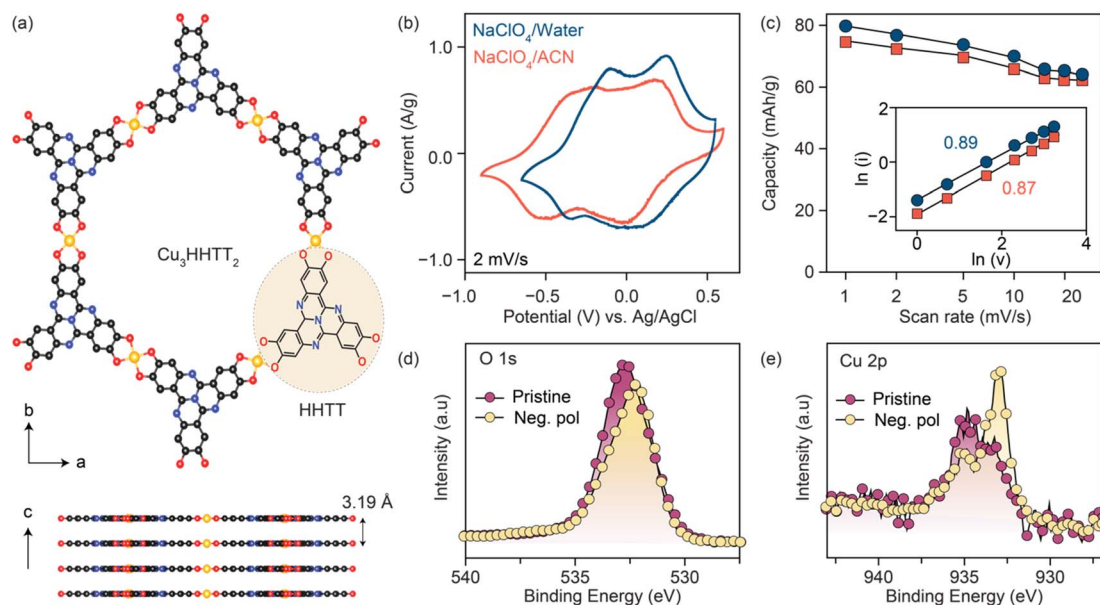 (a)
Cu3HHTT2
O O
N N
N
O O
O N O
HHTT
b
a
c
3.19 Å
(b)
NaClO4/Water
NaClO4/ACN
1.0
0.0
−1.0
Current (A/g)
2 mV/s
−1.0 −0.5 0.0 0.5
Potential (V) vs. Ag/AgCl
(c)
80
60
40
20
0
Capacity (mAh/g)
0.89
0.87
2
0
−2
ln (i)
0 2 4
ln (v)
1 2 5 10 20
Scan rate (mV/s)
(d)
O 1s
Pristine
Neg. pol
Intensity (a.u)
540 535 530
Binding Energy (eV)
(e)
Cu 2p
Pristine
Neg. pol
Intensity (a.u)
940 935 930
Binding Energy (eV)